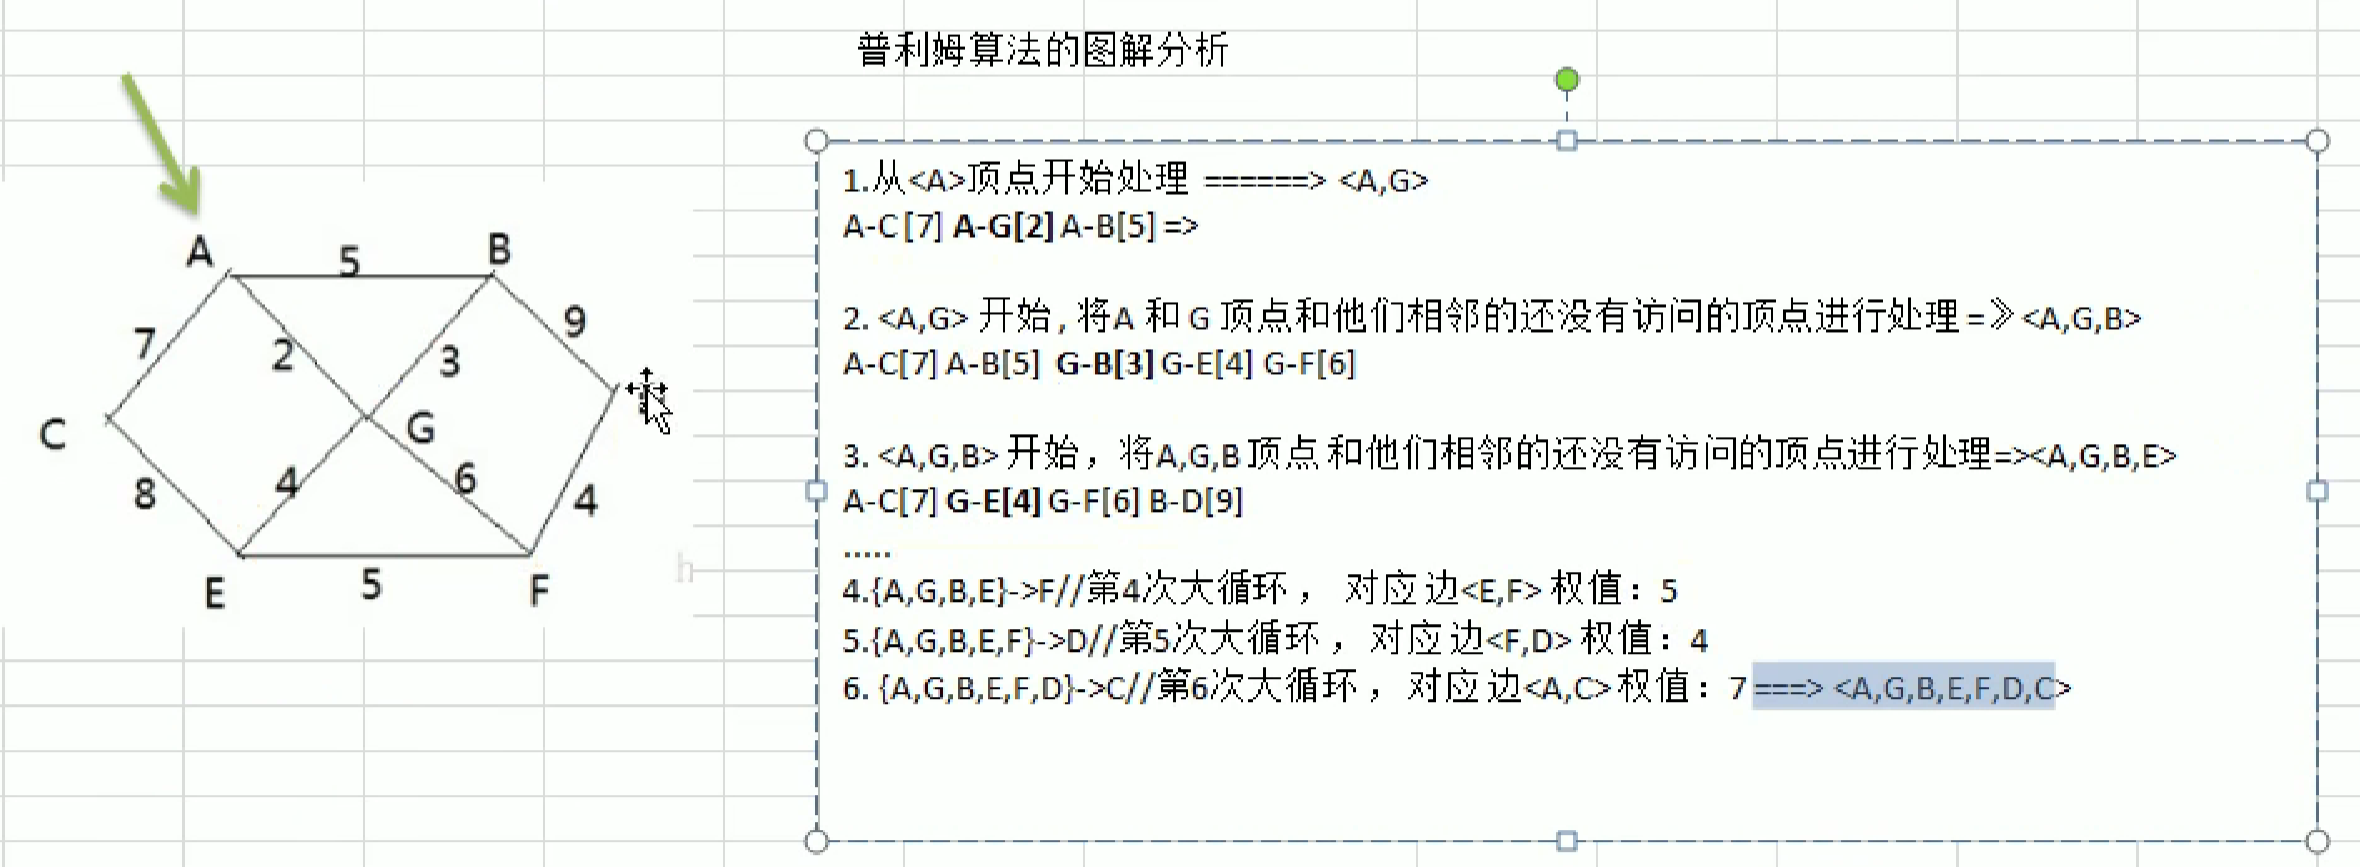 普利姆算法的图解分析
A
B
5
7
2
3
9
C
G
8
4
6
4
E
5
F
h
1.从<A>顶点开始处理 ======> <A,G>
A-C [7] A-G[2] A-B[5] =>
2. <A,G> 开始 , 将A 和 G 顶点和他们相邻的还没有访问的顶点进行处理 =》<A,G,B>
A-C[7] A-B[5] G-B[3] G-E[4] G-F[6]
3. <A,G,B> 开始，将A,G,B 顶点 和他们相邻的还没有访问的顶点进行处理=><A,G,B,E>
A-C[7] G-E[4] G-F[6] B-D[9]
.....
4.{A,G,B,E}->F//第4次大循环 ， 对应 边<E,F> 权值：5
5.{A,G,B,E,F}->D//第5次大循环 ，对应 边<F,D> 权值：4
6. {A,G,B,E,F,D}->C//第6次大循环 ，对应 边<A,C> 权值：7 ===> <A,G,B,E,F,D,C>